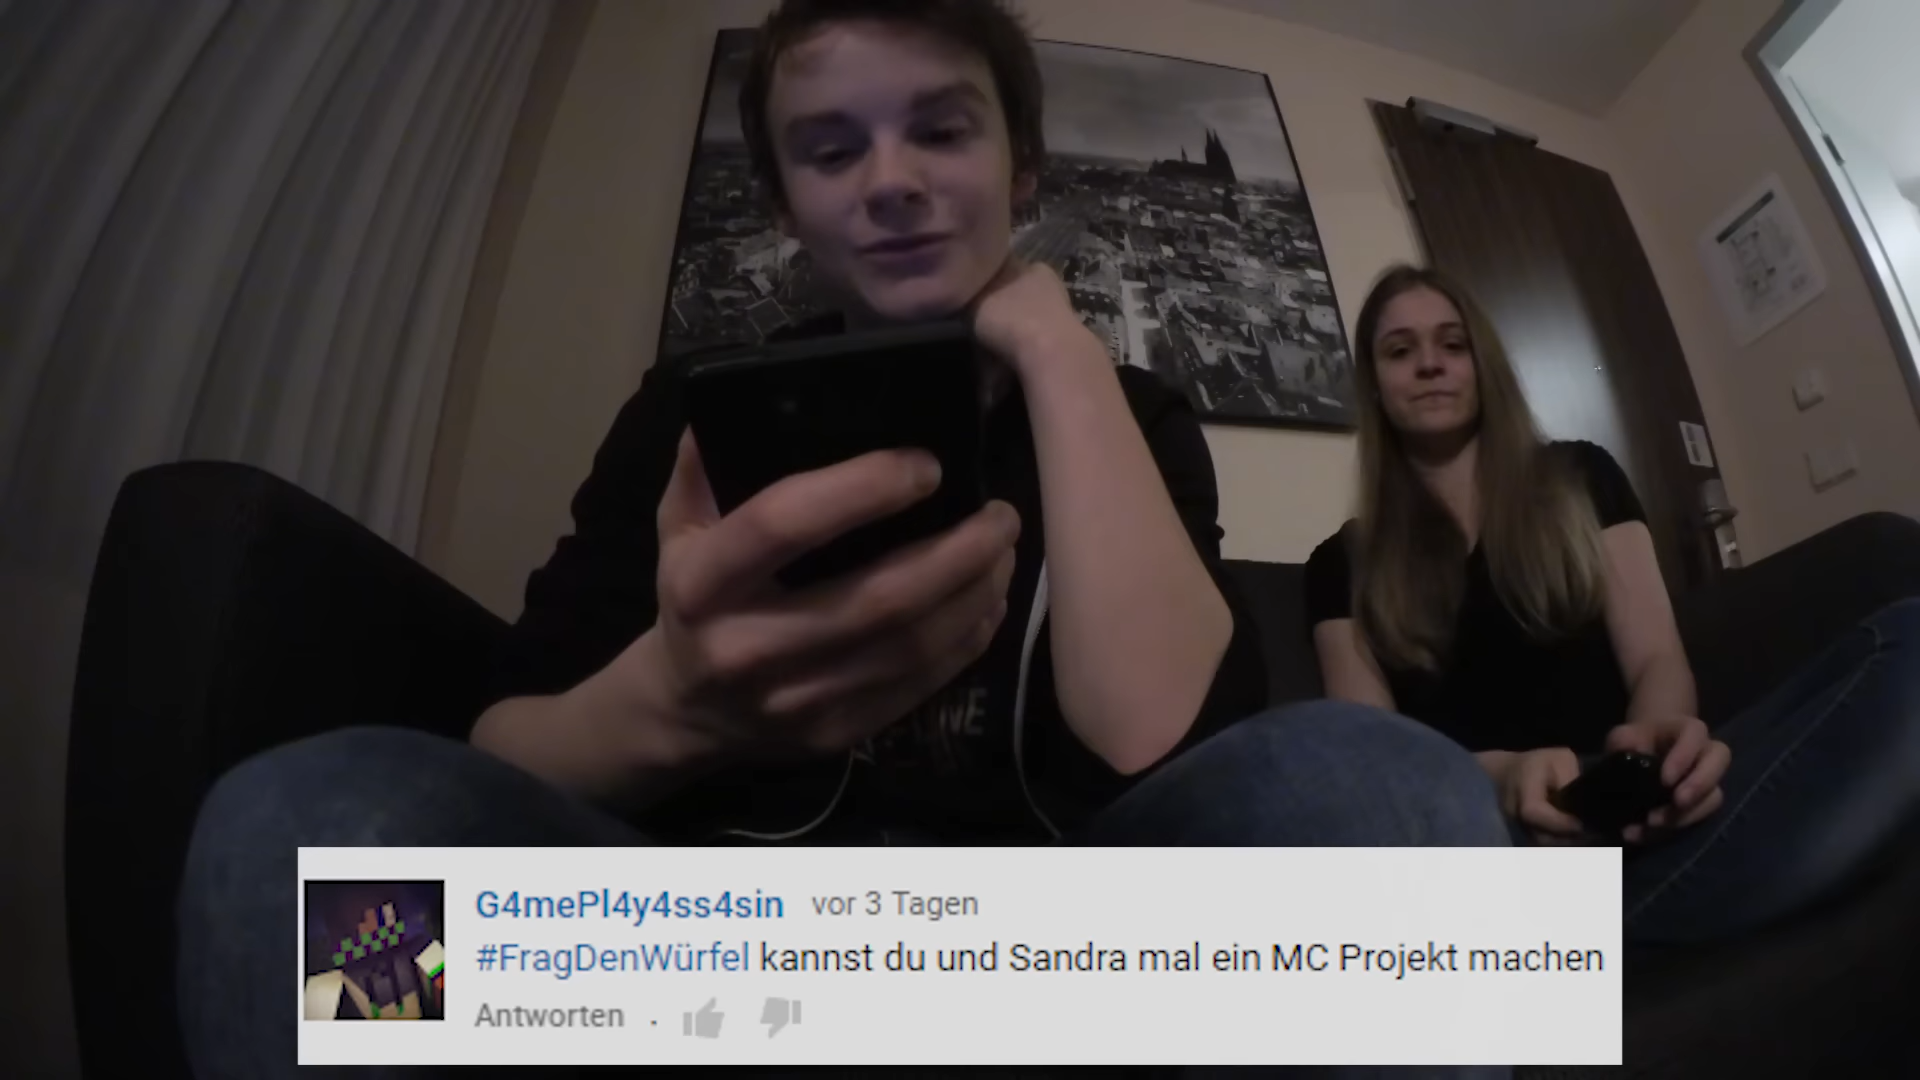 G4mePl4y4ss4sin vor 3 Tagen
#FragDenWürfel kannst du und Sandra mal ein MC Projekt machen
Antworten .